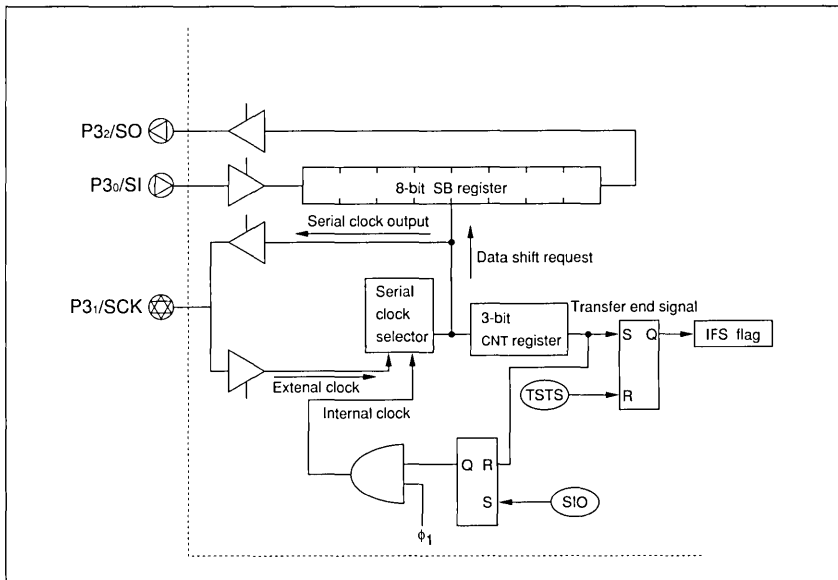 P3₂/SO
P3₀/SI
8-bit SB register
Serial clock output
Data shift request
P3₁/SCK
Serial
clock
selector
3-bit
CNT register
Transfer end signal
S Q
IFS flag
Extenal clock
TSTS
R
Internal clock
Q R
S
SIO
ϕ₁